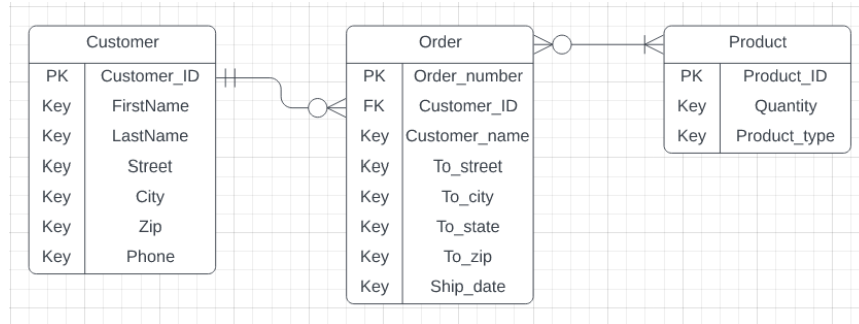 Customer
PK Customer_ID
Key FirstName
Key LastName
Key Street
Key City
Key Zip
Key Phone
Order
PK Order_number
FK Customer_ID
Key Customer_name
Key To_street
Key To_city
Key To_state
Key To_zip
Key Ship_date
Product
PK Product_ID
Key Quantity
Key Product_type